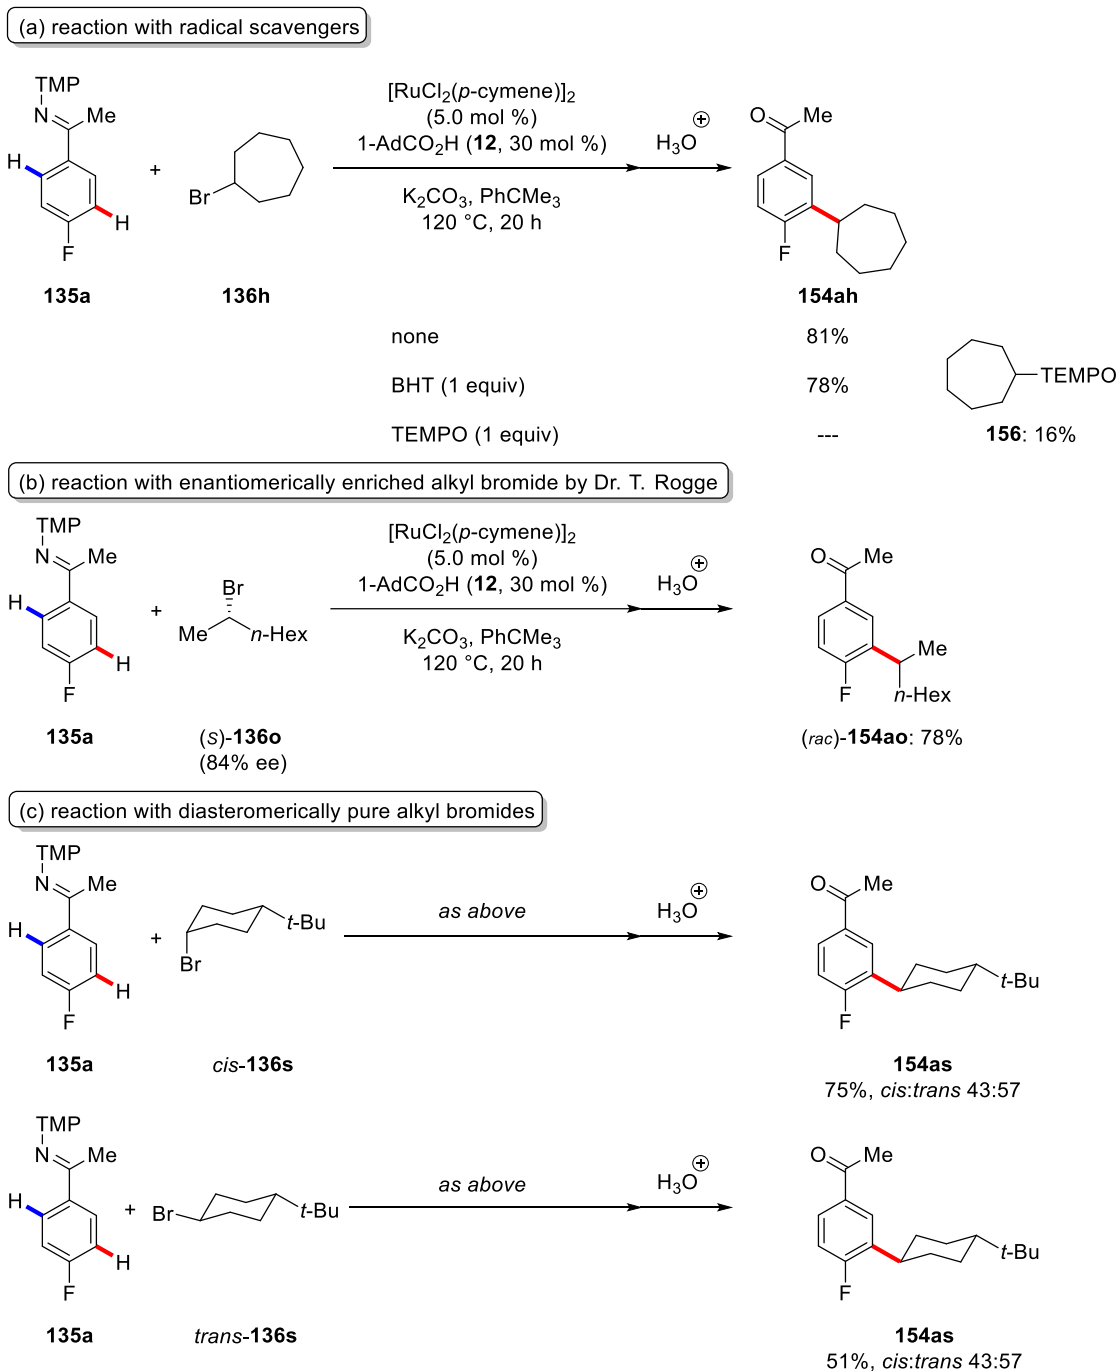 (a) reaction with radical scavengers
TMP
N
Me
H
H
F
135a
+
Br
136h
[RuCl2(p-cymene)]2
(5.0 mol %)
1-AdCO2H (12, 30 mol %)
K2CO3, PhCMe3
120 °C, 20 h
H3O
+
O
Me
F
154ah
none
81%
BHT (1 equiv)
78%
TEMPO (1 equiv)
---
TEMPO
156: 16%
(b) reaction with enantiomerically enriched alkyl bromide by Dr. T. Rogge
TMP
N
Me
H
H
F
135a
+
Br
Me
n-Hex
(S)-136o
(84% ee)
[RuCl2(p-cymene)]2
(5.0 mol %)
1-AdCO2H (12, 30 mol %)
K2CO3, PhCMe3
120 °C, 20 h
H3O
+
O
Me
Me
F
n-Hex
(rac)-154ao: 78%
(c) reaction with diasteromerically pure alkyl bromides
TMP
N
Me
H
H
F
135a
+
t-Bu
Br
cis-136s
as above
H3O
+
O
Me
t-Bu
F
154as
75%, cis:trans 43:57
TMP
N
Me
H
H
F
135a
+
Br
t-Bu
trans-136s
as above
H3O
+
O
Me
t-Bu
F
154as
51%, cis:trans 43:57